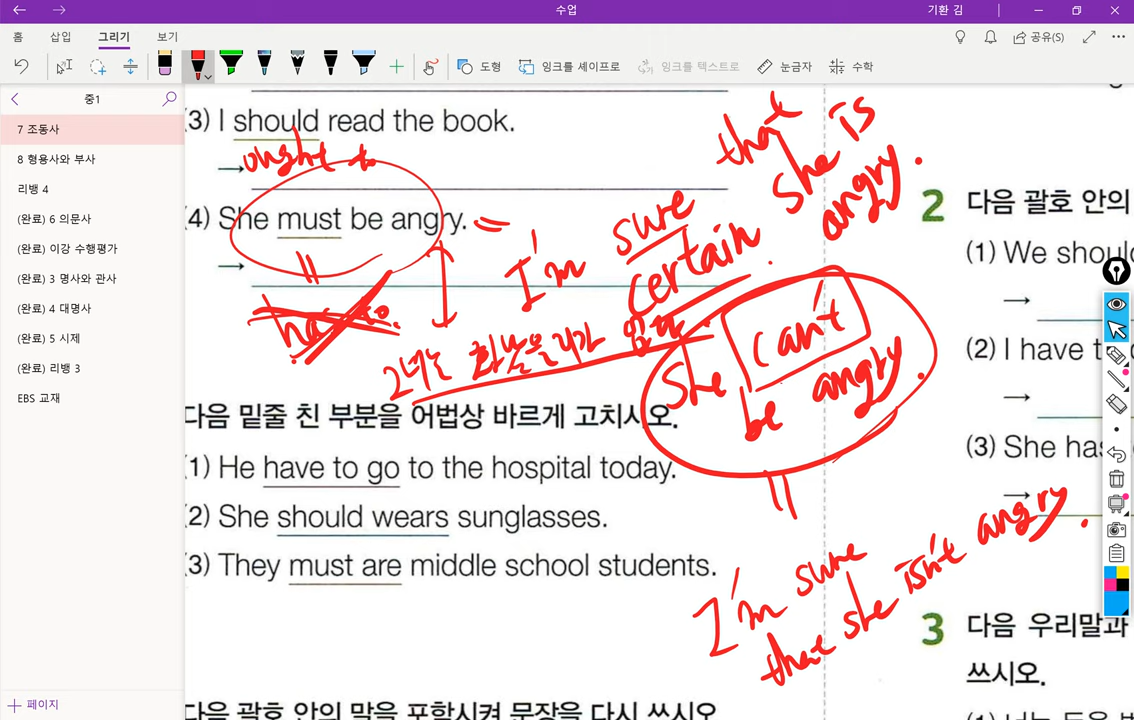 수업
기환 김
홈
삽입
그리기
보기
공유(S)
도형
잉크를 셰이프로
잉크를 텍스트로
눈금자
수학
중1
7 조동사
8 형용사와 부사
리뱅 4
(완료) 6 의문사
(완료) 이강 수행평가
(완료) 3 명사와 관사
(완료) 4 대명사
(완료) 5 시제
(완료) 리뱅 3
EBS 교재
페이지
(3) I should read the book.
→ ought to
(4) She must be angry. =
→
||
has to.
I'm sure
certain
that she is angry.
그녀는 화났을리가 없다.
She can't
be angry.
||
I'm sure
that she isn't angry.
다음 밑줄 친 부분을 어법상 바르게 고치시오.
(1) He have to go to the hospital today.
(2) She should wears sunglasses.
(3) They must are middle school students.
다음 괄호 안의 말을 포함시켜 문장을 다시 쓰시오
2 다음 괄호 안의
(1) We should
→
(2) I have t
→
(3) She has
→
3 다음 우리말과
쓰시오.